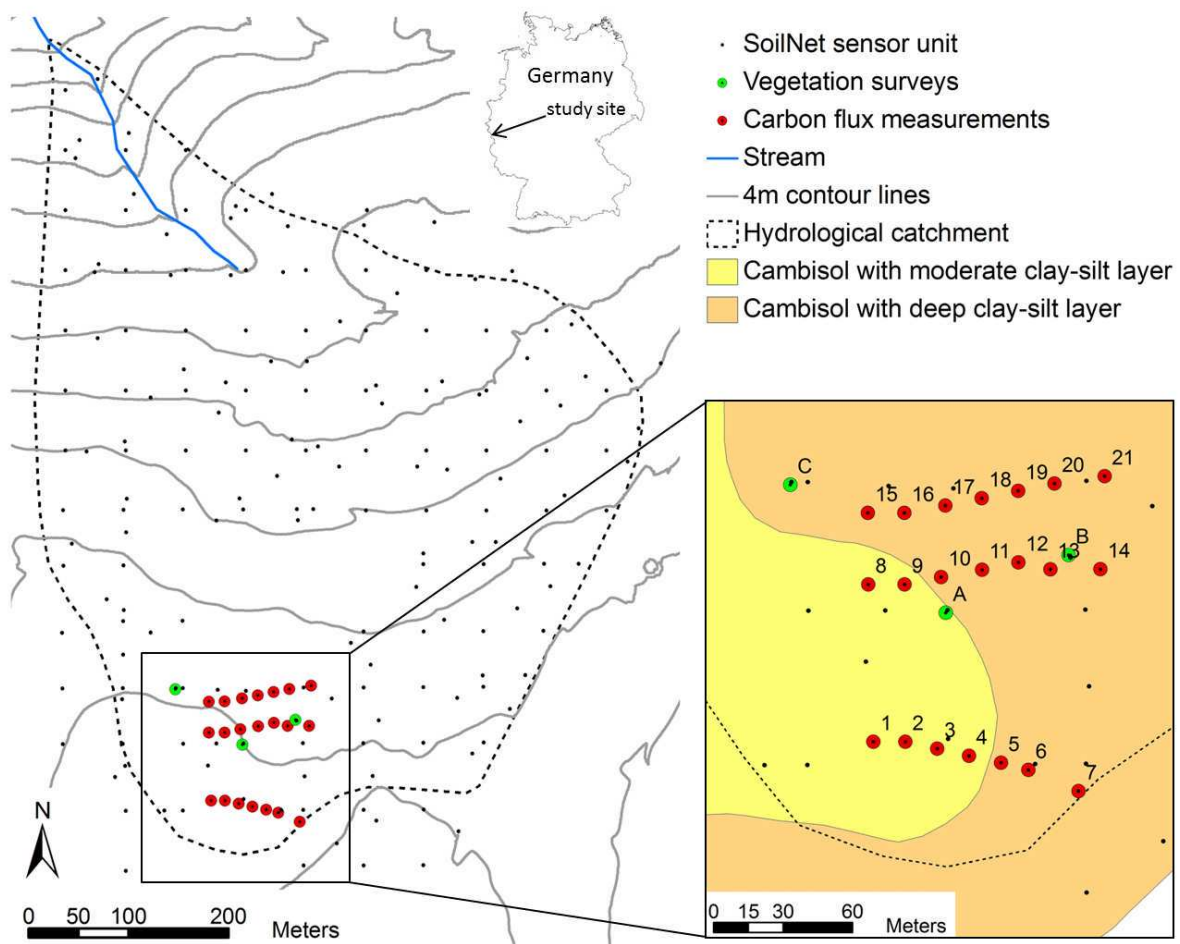 Germany
study site
SoilNet sensor unit
Vegetation surveys
Carbon flux measurements
Stream
4m contour lines
Hydrological catchment
Cambisol with moderate clay-silt layer
Cambisol with deep clay-silt layer
N
0 50 100 200
Meters
C
15 16 17 18 19 20 21
B
8 9 10 11 12 13 14
A
1 2 3 4 5 6 7
0 15 30 60
Meters